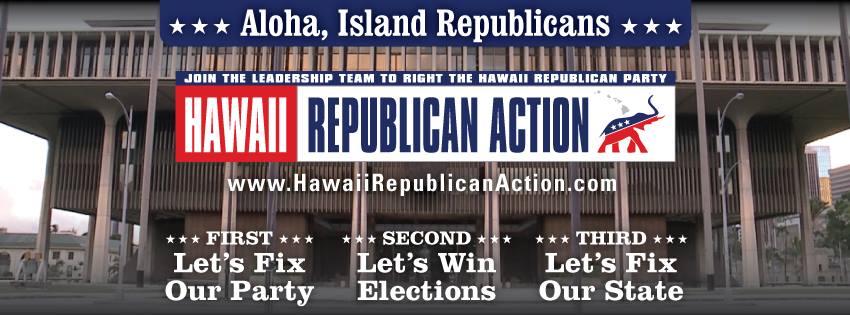 ★ ★ ★ Aloha, Island Republicans ★ ★ ★
JOIN THE LEADERSHIP TEAM TO RIGHT THE HAWAII REPUBLICAN PARTY
HAWAII REPUBLICAN ACTION
www.HawaiiRepublicanAction.com
★ ★ ★ FIRST ★ ★ ★
Let's Fix
Our Party
★ ★ ★ SECOND ★ ★ ★
Let's Win
Elections
★ ★ ★ THIRD ★ ★ ★
Let's Fix
Our State